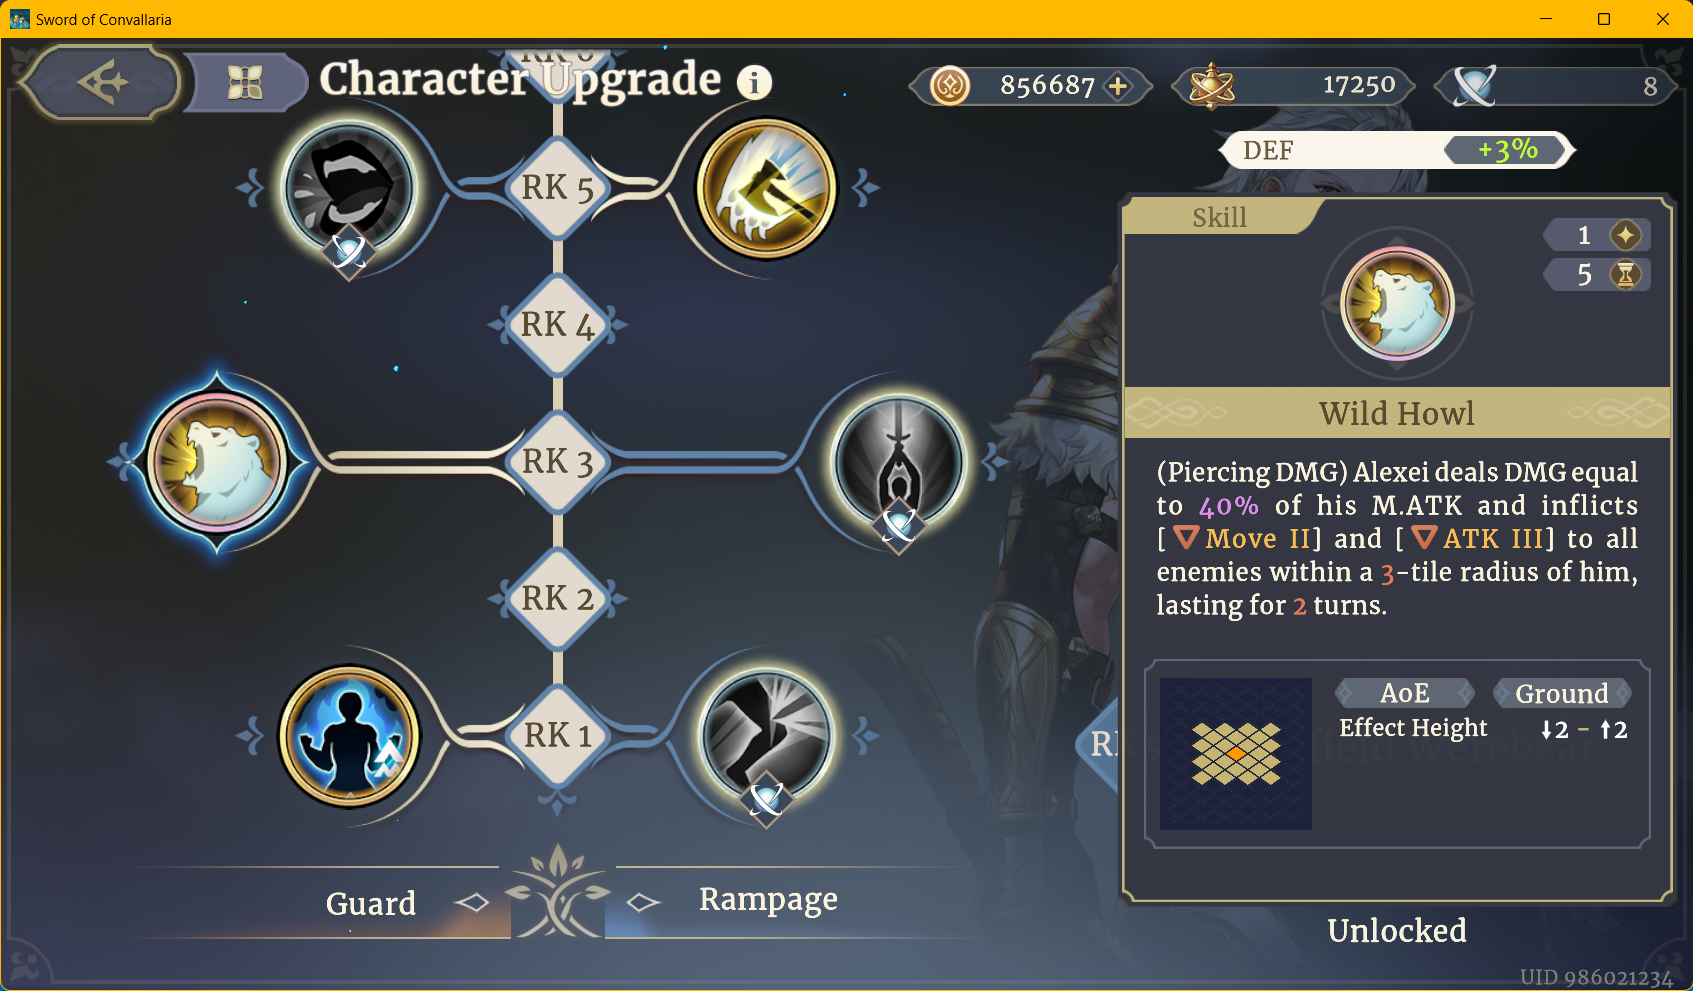 Sword of Convallaria
Character Upgrade i
856687
17250
8
DEF +3%
RK 5
RK 4
RK 3
RK 2
RK 1
Guard
Rampage
Skill
1
5
Wild Howl
(Piercing DMG) Alexei deals DMG equal
to 40% of his M.ATK and inflicts
[ Move II] and [ ATK III] to all
enemies within a 3-tile radius of him,
lasting for 2 turns.
AoE Ground
Effect Height ↓2 - ↑2
Unlocked
UID 986021234